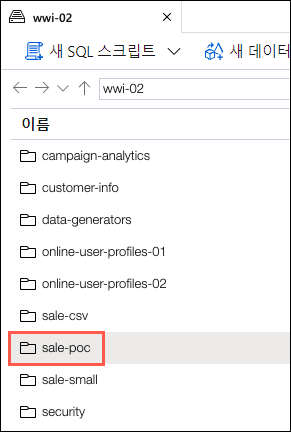 wwi-02
새 SQL 스크립트
새 데이터
wwi-02
이름
campaign-analytics
customer-info
data-generators
online-user-profiles-01
online-user-profiles-02
sale-csv
sale-poc
sale-small
security